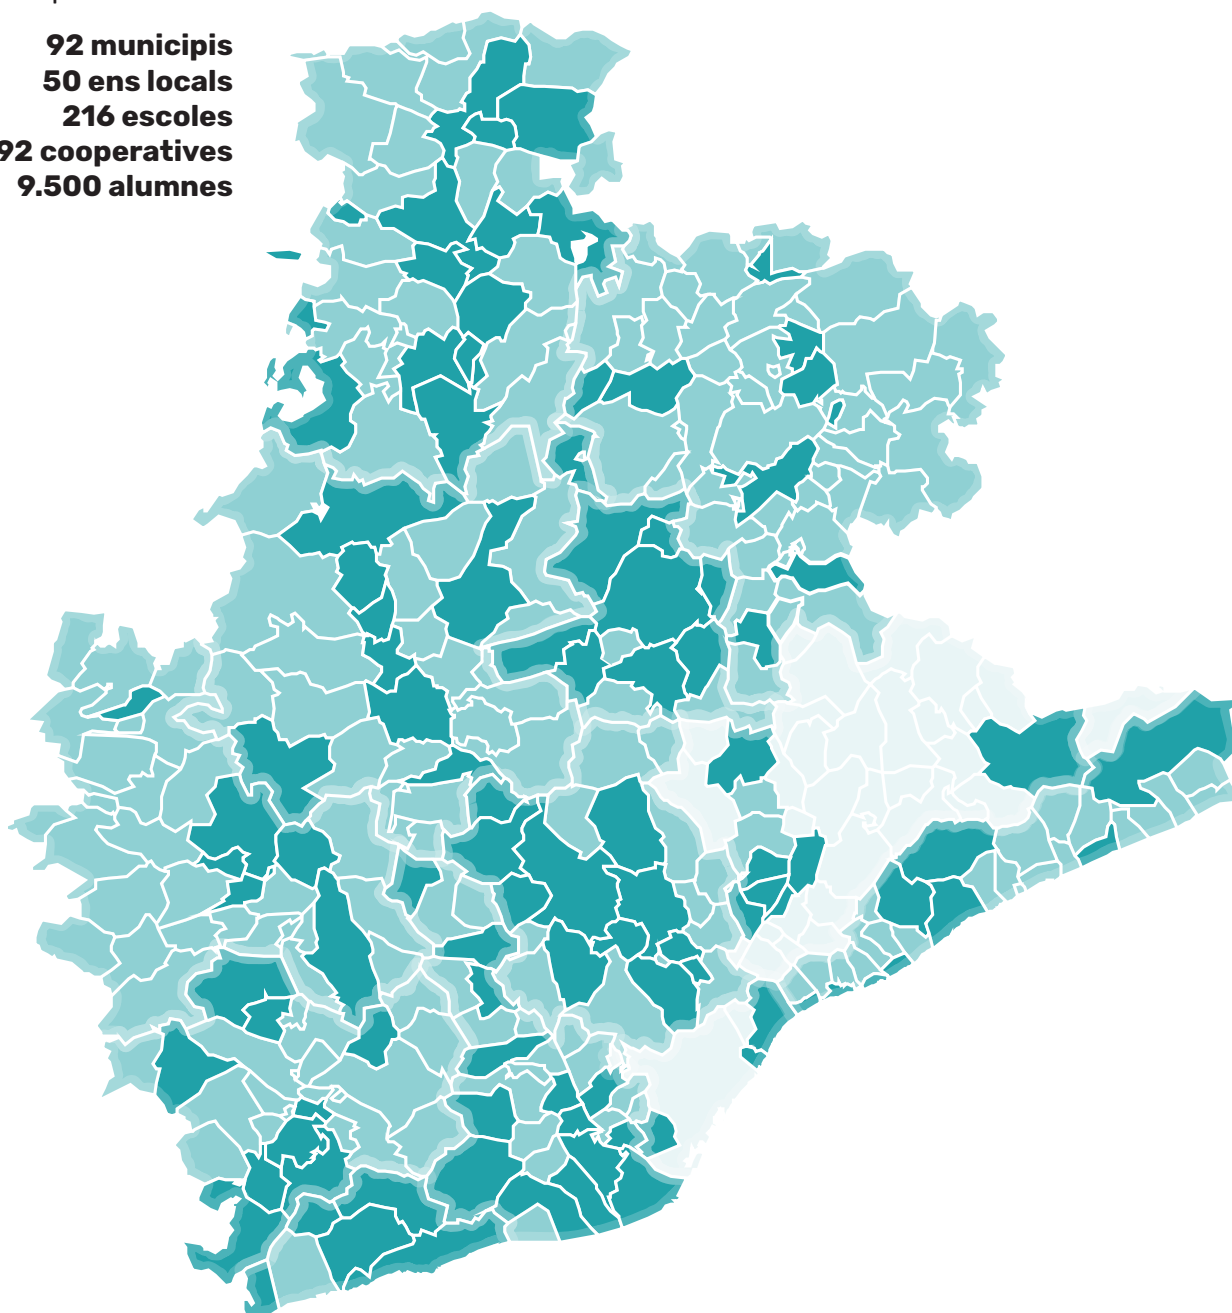 92 municipis
50 ens locals
216 escoles
92 cooperatives
9.500 alumnes